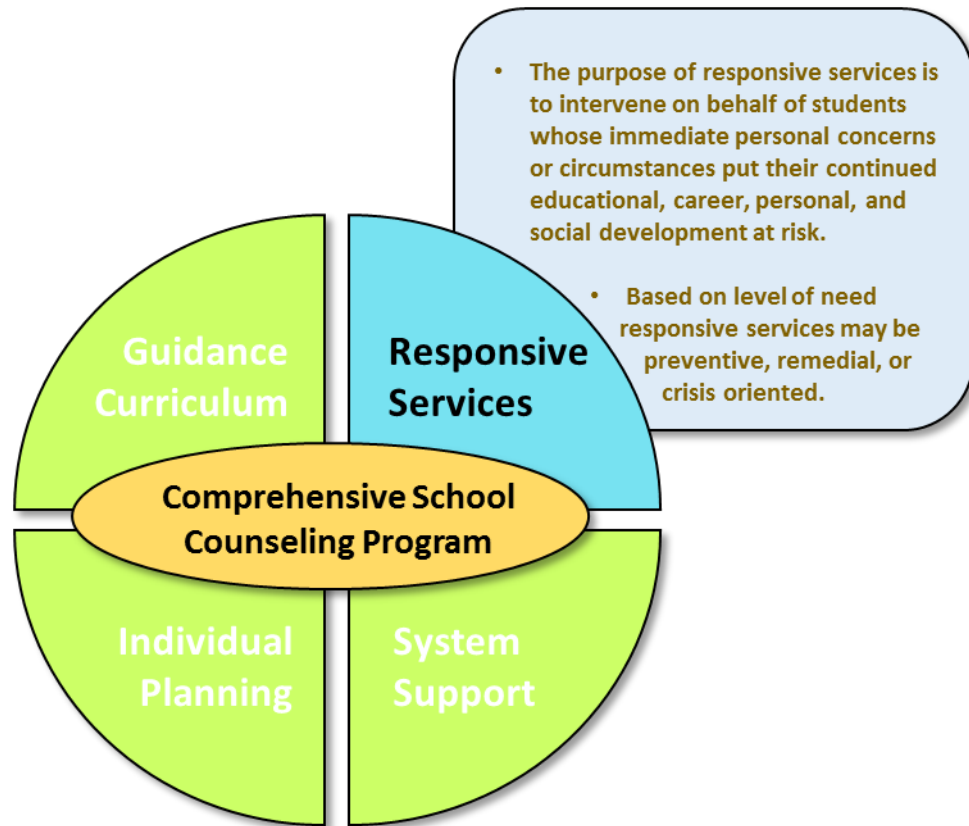 • The purpose of responsive services is
to intervene on behalf of students
whose immediate personal concerns
or circumstances put their continued
educational, career, personal, and
social development at risk.
• Based on level of need
responsive services may be
preventive, remedial, or
crisis oriented.
Guidance
Curriculum
Responsive
Services
Comprehensive School
Counseling Program
Individual
Planning
System
Support